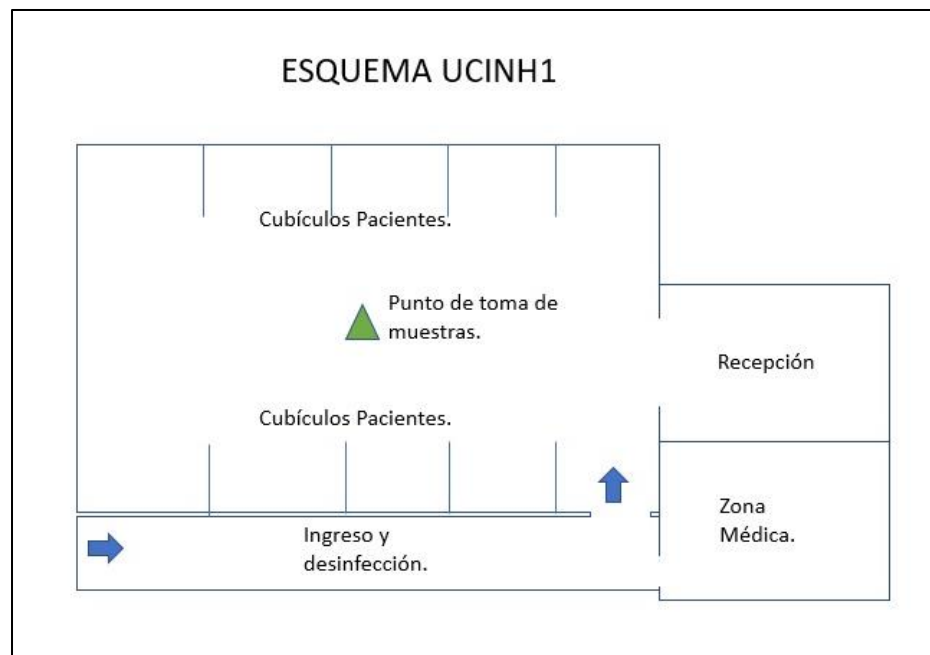 ESQUEMA UCINH1
Cubículos Pacientes.
Punto de toma de
muestras.
Recepción
Cubículos Pacientes.
Zona
Médica.
Ingreso y
desinfección.